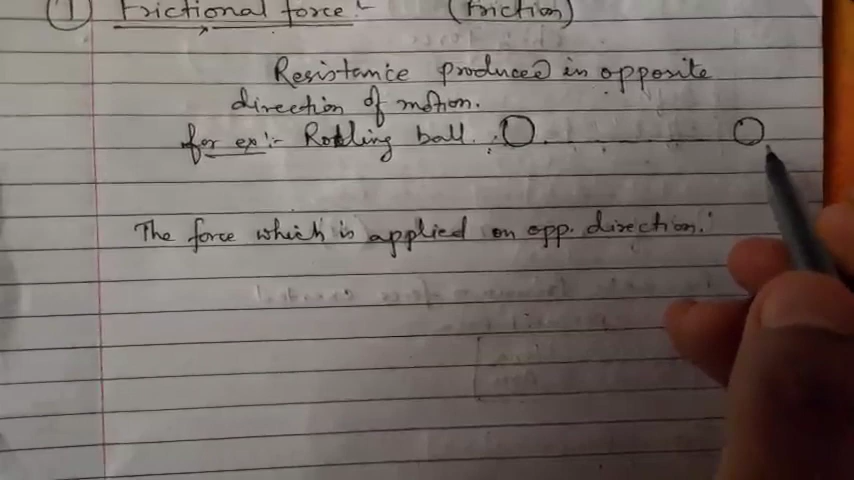 ① Frictional force :- (Friction)
Resistance produced in opposite
direction of motion.
for ex :- Rolling ball.
The force which is applied on opp. direction.